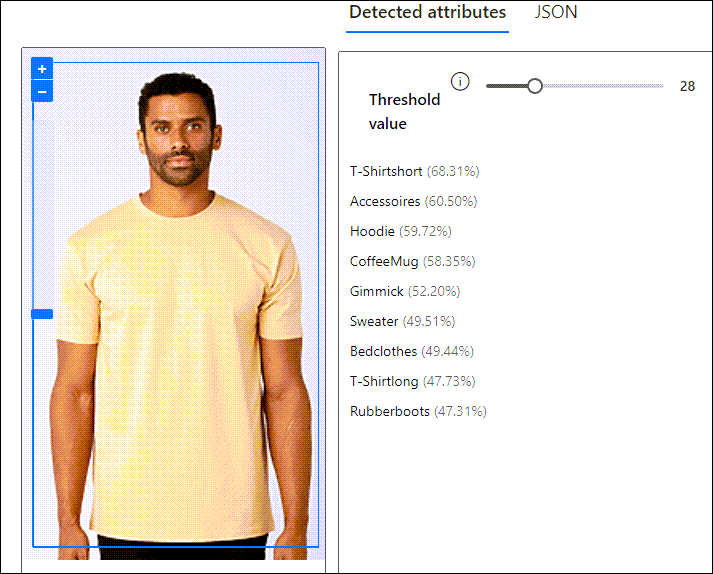 Detected attributes JSON
+
−
Threshold value
28
T-Shirtshort (68.31%)
Accessoires (60.50%)
Hoodie (59.72%)
CoffeeMug (58.35%)
Gimmick (52.20%)
Sweater (49.51%)
Bedclothes (49.44%)
T-Shirtlong (47.73%)
Rubberboots (47.31%)